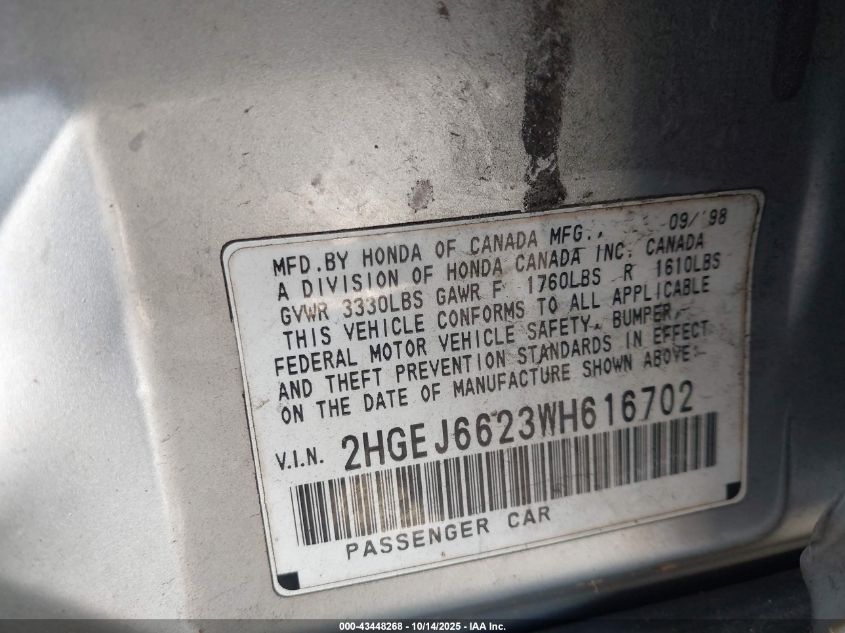 09/'98
MFD.BY HONDA OF CANADA MFG.,
A DIVISION OF HONDA CANADA INC. CANADA
GVWR 3330LBS GAWR F 1760LBS R 1610LBS
THIS VEHICLE CONFORMS TO ALL APPLICABLE
FEDERAL MOTOR VEHICLE SAFETY, BUMPER,
AND THEFT PREVENTION STANDARDS IN EFFECT
ON THE DATE OF MANUFACTURE SHOWN ABOVE.
V.I.N. 2HGEJ6623WH616702
PASSENGER CAR
000-43448268 - 10/14/2025 - IAA Inc.